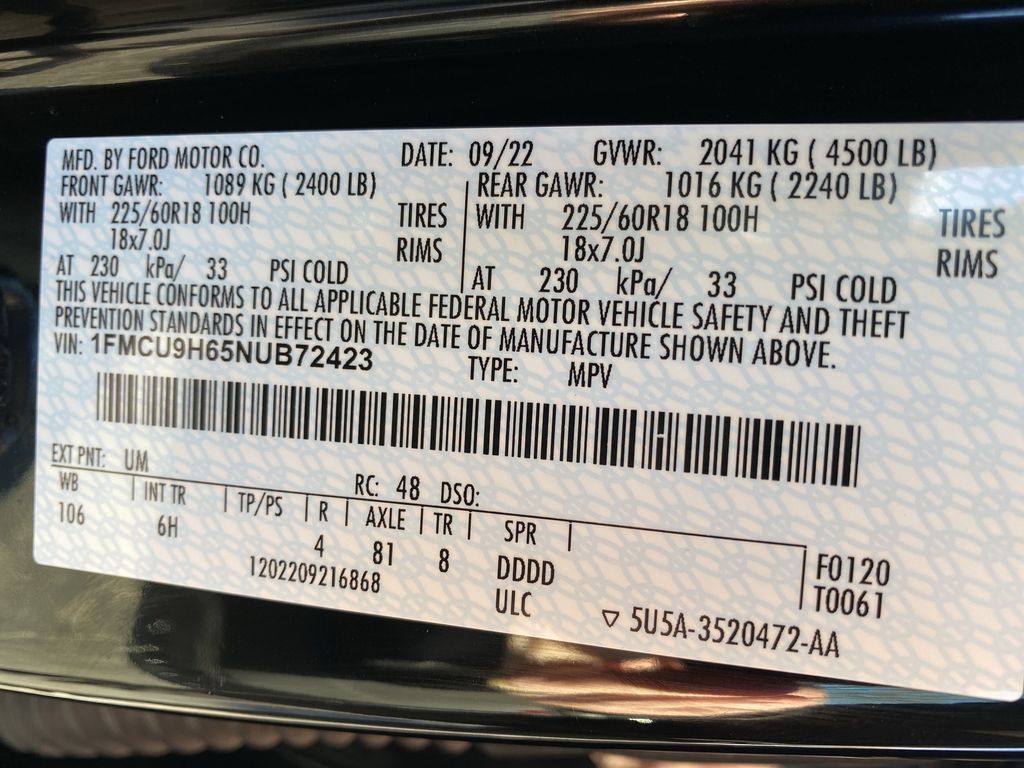 MFD. BY FORD MOTOR CO. DATE: 09/22 GVWR: 2041 KG ( 4500 LB)
FRONT GAWR: 1089 KG ( 2400 LB) REAR GAWR: 1016 KG ( 2240 LB)
WITH 225/60R18 100H TIRES WITH 225/60R18 100H TIRES
18x7.0J RIMS 18x7.0J RIMS
AT 230 kPa/ 33 PSI COLD AT 230 kPa/ 33 PSI COLD
THIS VEHICLE CONFORMS TO ALL APPLICABLE FEDERAL MOTOR VEHICLE SAFETY AND THEFT
PREVENTION STANDARDS IN EFFECT ON THE DATE OF MANUFACTURE SHOWN ABOVE.
VIN: 1FMCU9H65NUB72423 TYPE: MPV
EXT PNT: UM RC: 48 DSO:
WB INT TR TP/PS R AXLE TR SPR
106 6H 4 81 8 DDDD F0120
1202209216868 ULC T0061
▽ 5U5A-3520472-AA